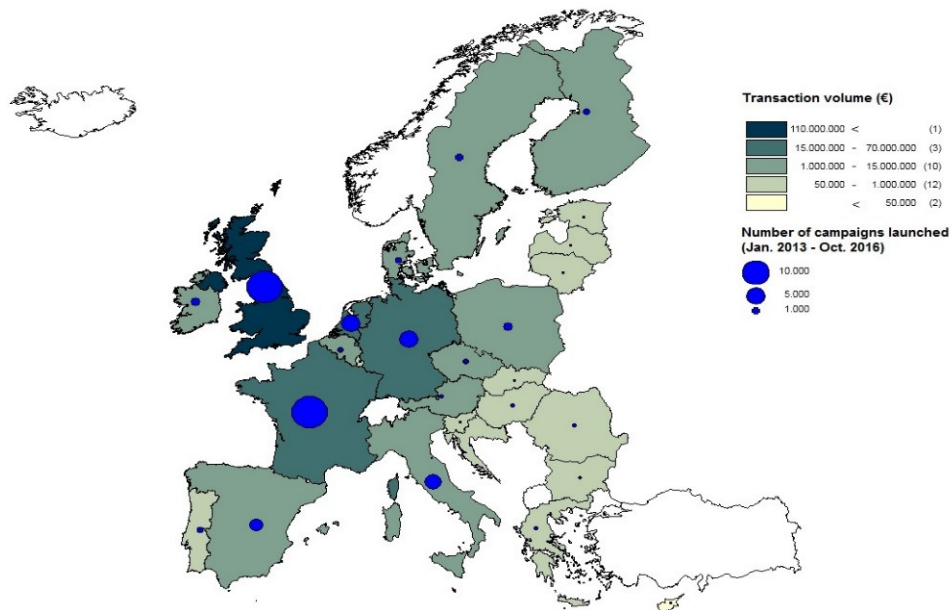 Transaction volume (€)
110.000.000 < (1)
15.000.000 - 70.000.000 (3)
1.000.000 - 15.000.000 (10)
50.000 - 1.000.000 (12)
< 50.000 (2)
Number of campaigns launched
(Jan. 2013 - Oct. 2016)
10.000
5.000
1.000